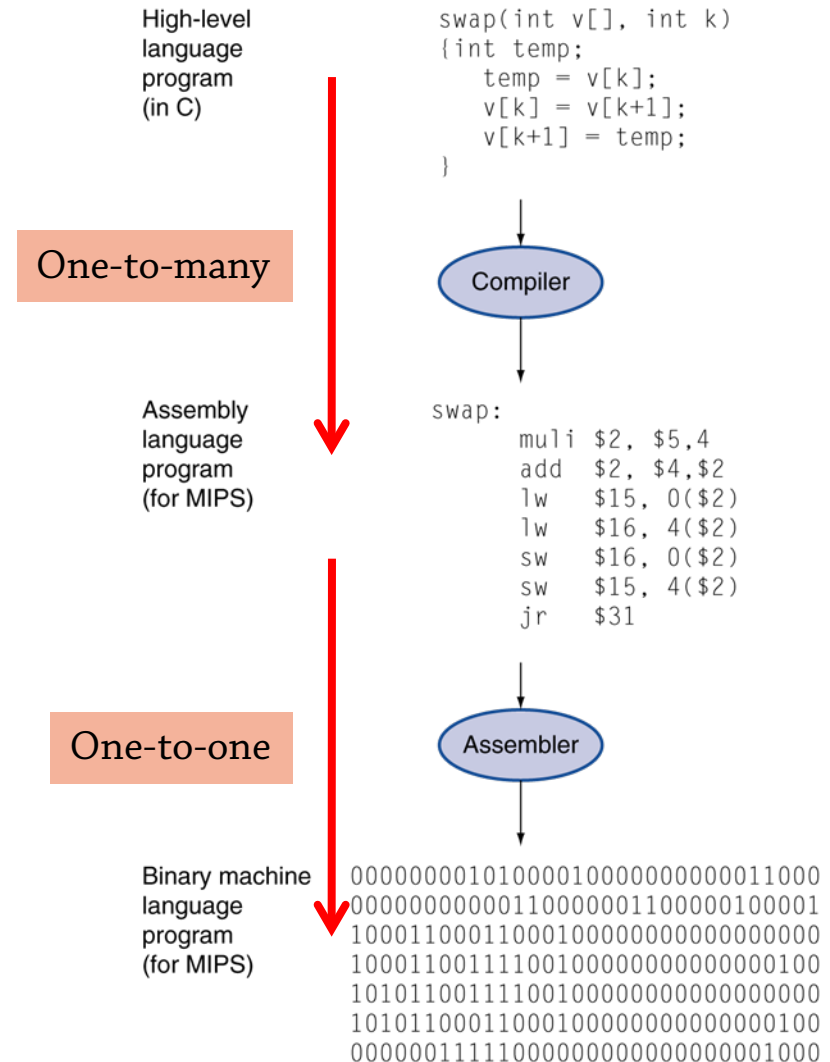 High-level
language
program
(in C)
swap(int v[], int k)
{int temp;
temp = v[k];
v[k] = v[k+1];
v[k+1] = temp;
}
One-to-many
Compiler
Assembly
language
program
(for MIPS)
swap:
muli $2, $5,4
add $2, $4,$2
lw $15, 0($2)
lw $16, 4($2)
sw $16, 0($2)
sw $15, 4($2)
jr $31
One-to-one
Assembler
Binary machine
language
program
(for MIPS)
00000000101000010000000000011000
00000000000110000001100000100001
10001100011000100000000000000000
10001100111100100000000000000100
10101100111100100000000000000000
10101100011000100000000000000100
00000011111000000000000000001000